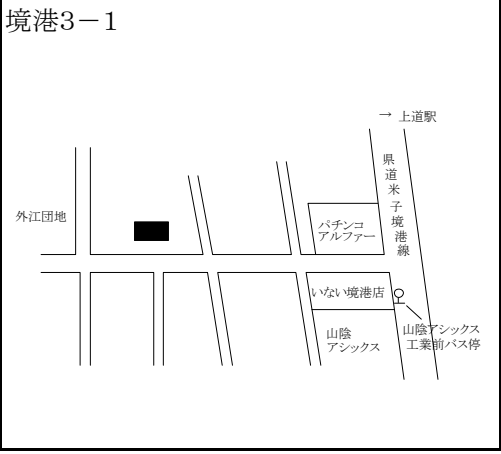 境港3－1
→ 上道駅
県道米子境港線
外江団地
パチンコ
アルファー
いない境港店
山陰
アシックス
山陰アシックス
工業前バス停